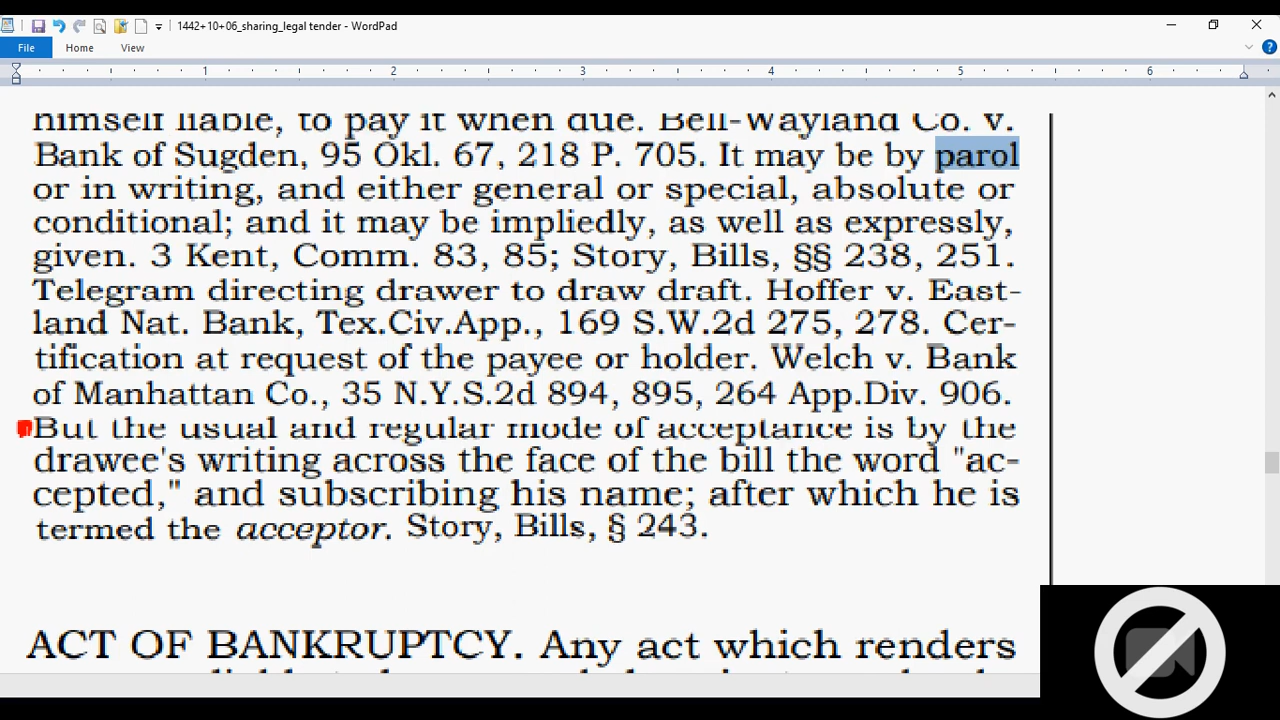 1442+10+06_sharing_legal tender - WordPad
File Home View
1 2 3 4 5 6
himself liable, to pay it when due. Bell-Wayland Co. v.
Bank of Sugden, 95 Okl. 67, 218 P. 705. It may be by parol
or in writing, and either general or special, absolute or
conditional; and it may be impliedly, as well as expressly,
given. 3 Kent, Comm. 83, 85; Story, Bills, §§ 238, 251.
Telegram directing drawer to draw draft. Hoffer v. East-
land Nat. Bank, Tex.Civ.App., 169 S.W.2d 275, 278. Cer-
tification at request of the payee or holder. Welch v. Bank
of Manhattan Co., 35 N.Y.S.2d 894, 895, 264 App.Div. 906.
But the usual and regular mode of acceptance is by the
drawee's writing across the face of the bill the word "ac-
cepted," and subscribing his name; after which he is
termed the acceptor. Story, Bills, § 243.
ACT OF BANKRUPTCY. Any act which renders